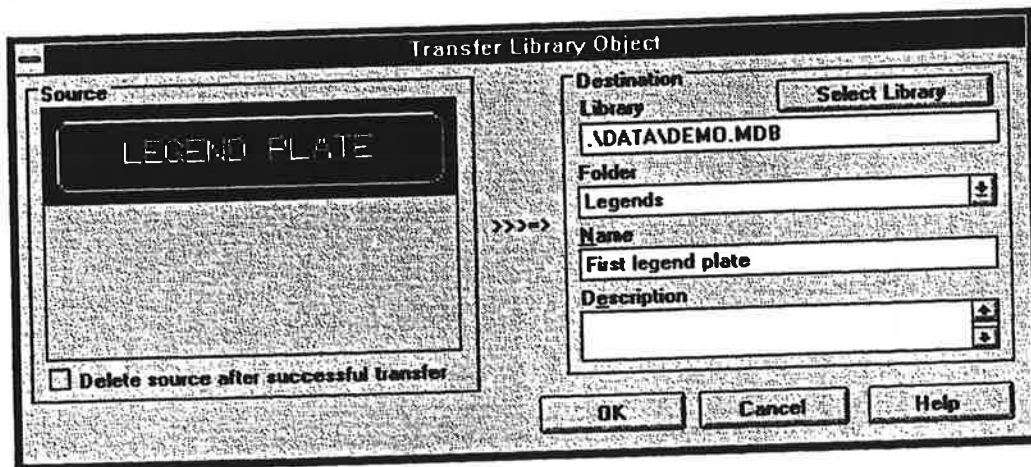 Transfer Library Object
Source
LEGEND PLATE
Delete source after successful transfer
>>>=>
Destination
Library
Select Library
.\DATA\DEMO.MDB
Folder
Legends
Name
First legend plate
Description
OK
Cancel
Help